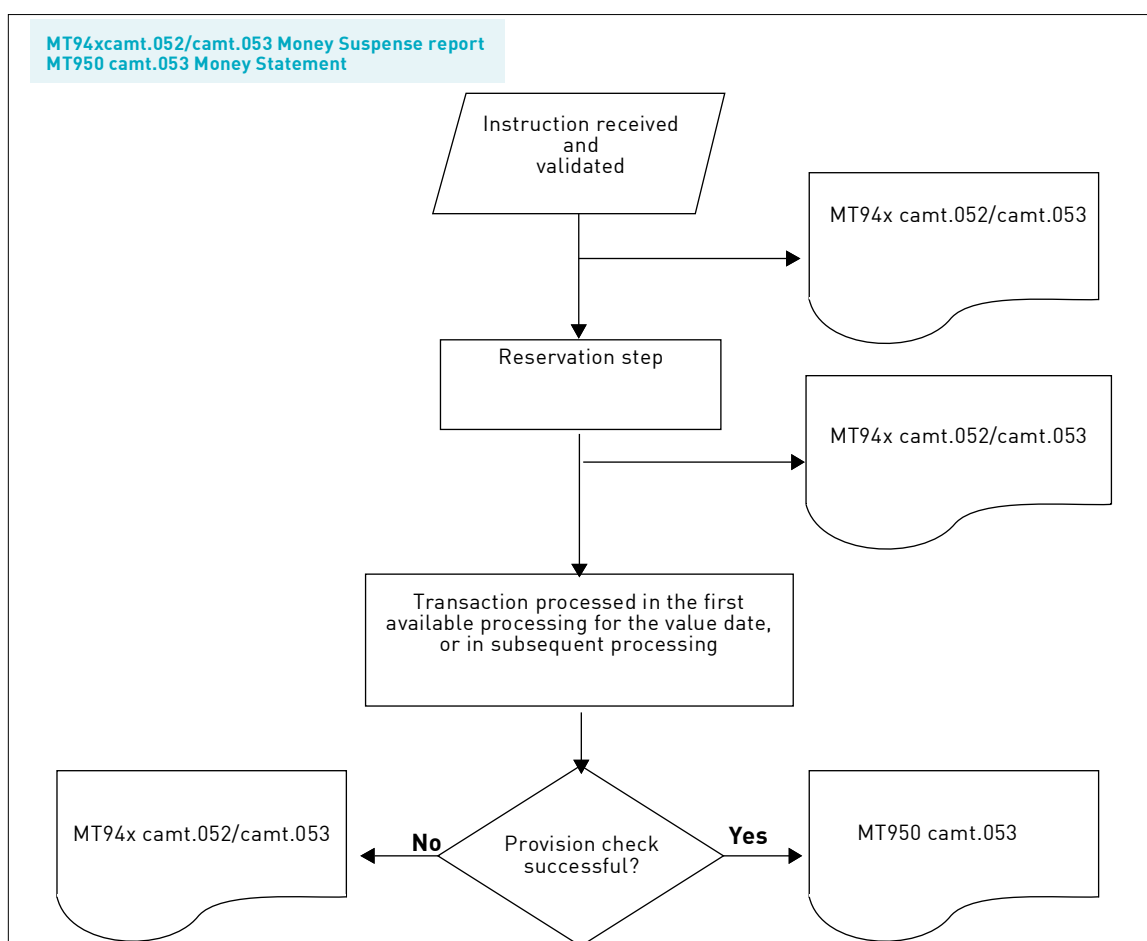 MT94xcamt.052/camt.053 Money Suspense report
MT950 camt.053 Money Statement
Instruction received
and
validated
MT94x camt.052/camt.053
Reservation step
MT94x camt.052/camt.053
Transaction processed in the first
available processing for the value date,
or in subsequent processing
MT94x camt.052/camt.053
No
Provision check
successful?
Yes
MT950 camt.053